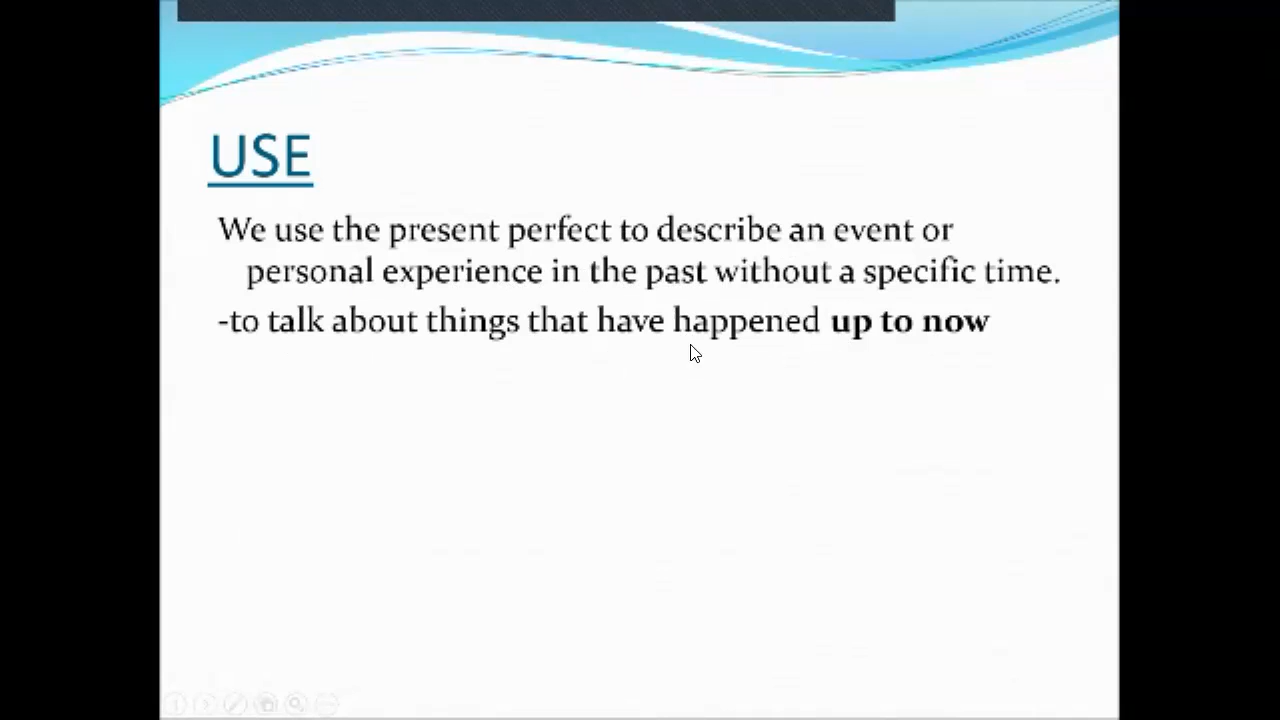 USE
We use the present perfect to describe an event or
personal experience in the past without a specific time.
-to talk about things that have happened up to now